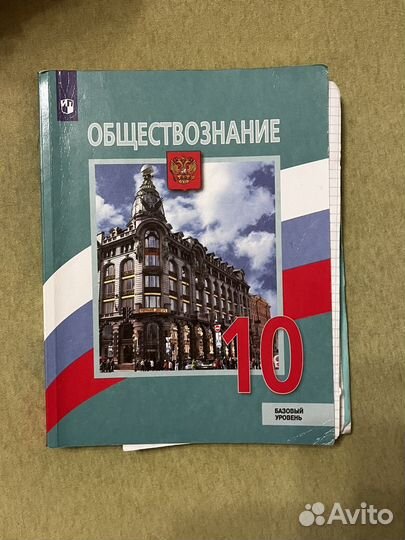 ОБЩЕСТВОЗНАНИЕ
10
БАЗОВЫЙ
УРОВЕНЬ
Avito